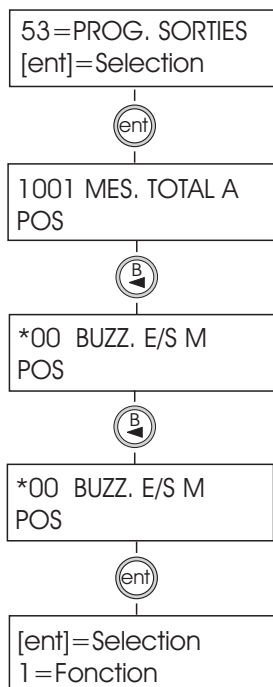 53=PROG. SORTIES
[ent]=Selection
ent
1001 MES. TOTAL A
POS
B
*00 BUZZ. E/S M
POS
B
*00 BUZZ. E/S M
POS
ent
[ent]=Selection
1=Fonction